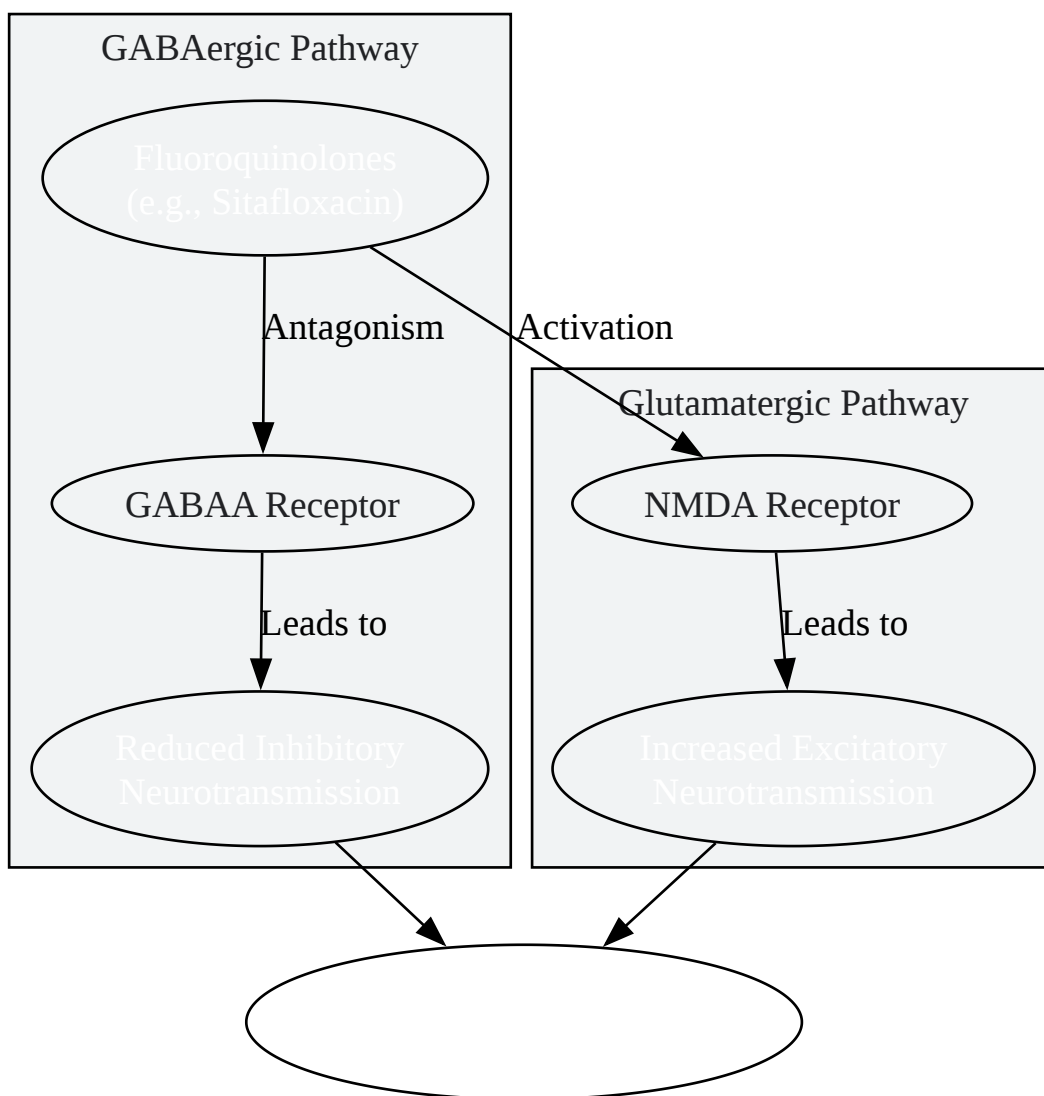 GABAergic Pathway
Fluoroquinolones
(e.g., Sitafloxacin)
Antagonism
Activation
Glutamatergic Pathway
GABAA Receptor
NMDA Receptor
Leads to
Leads to
Reduced Inhibitory
Neurotransmission
Increased Excitatory
Neurotransmission